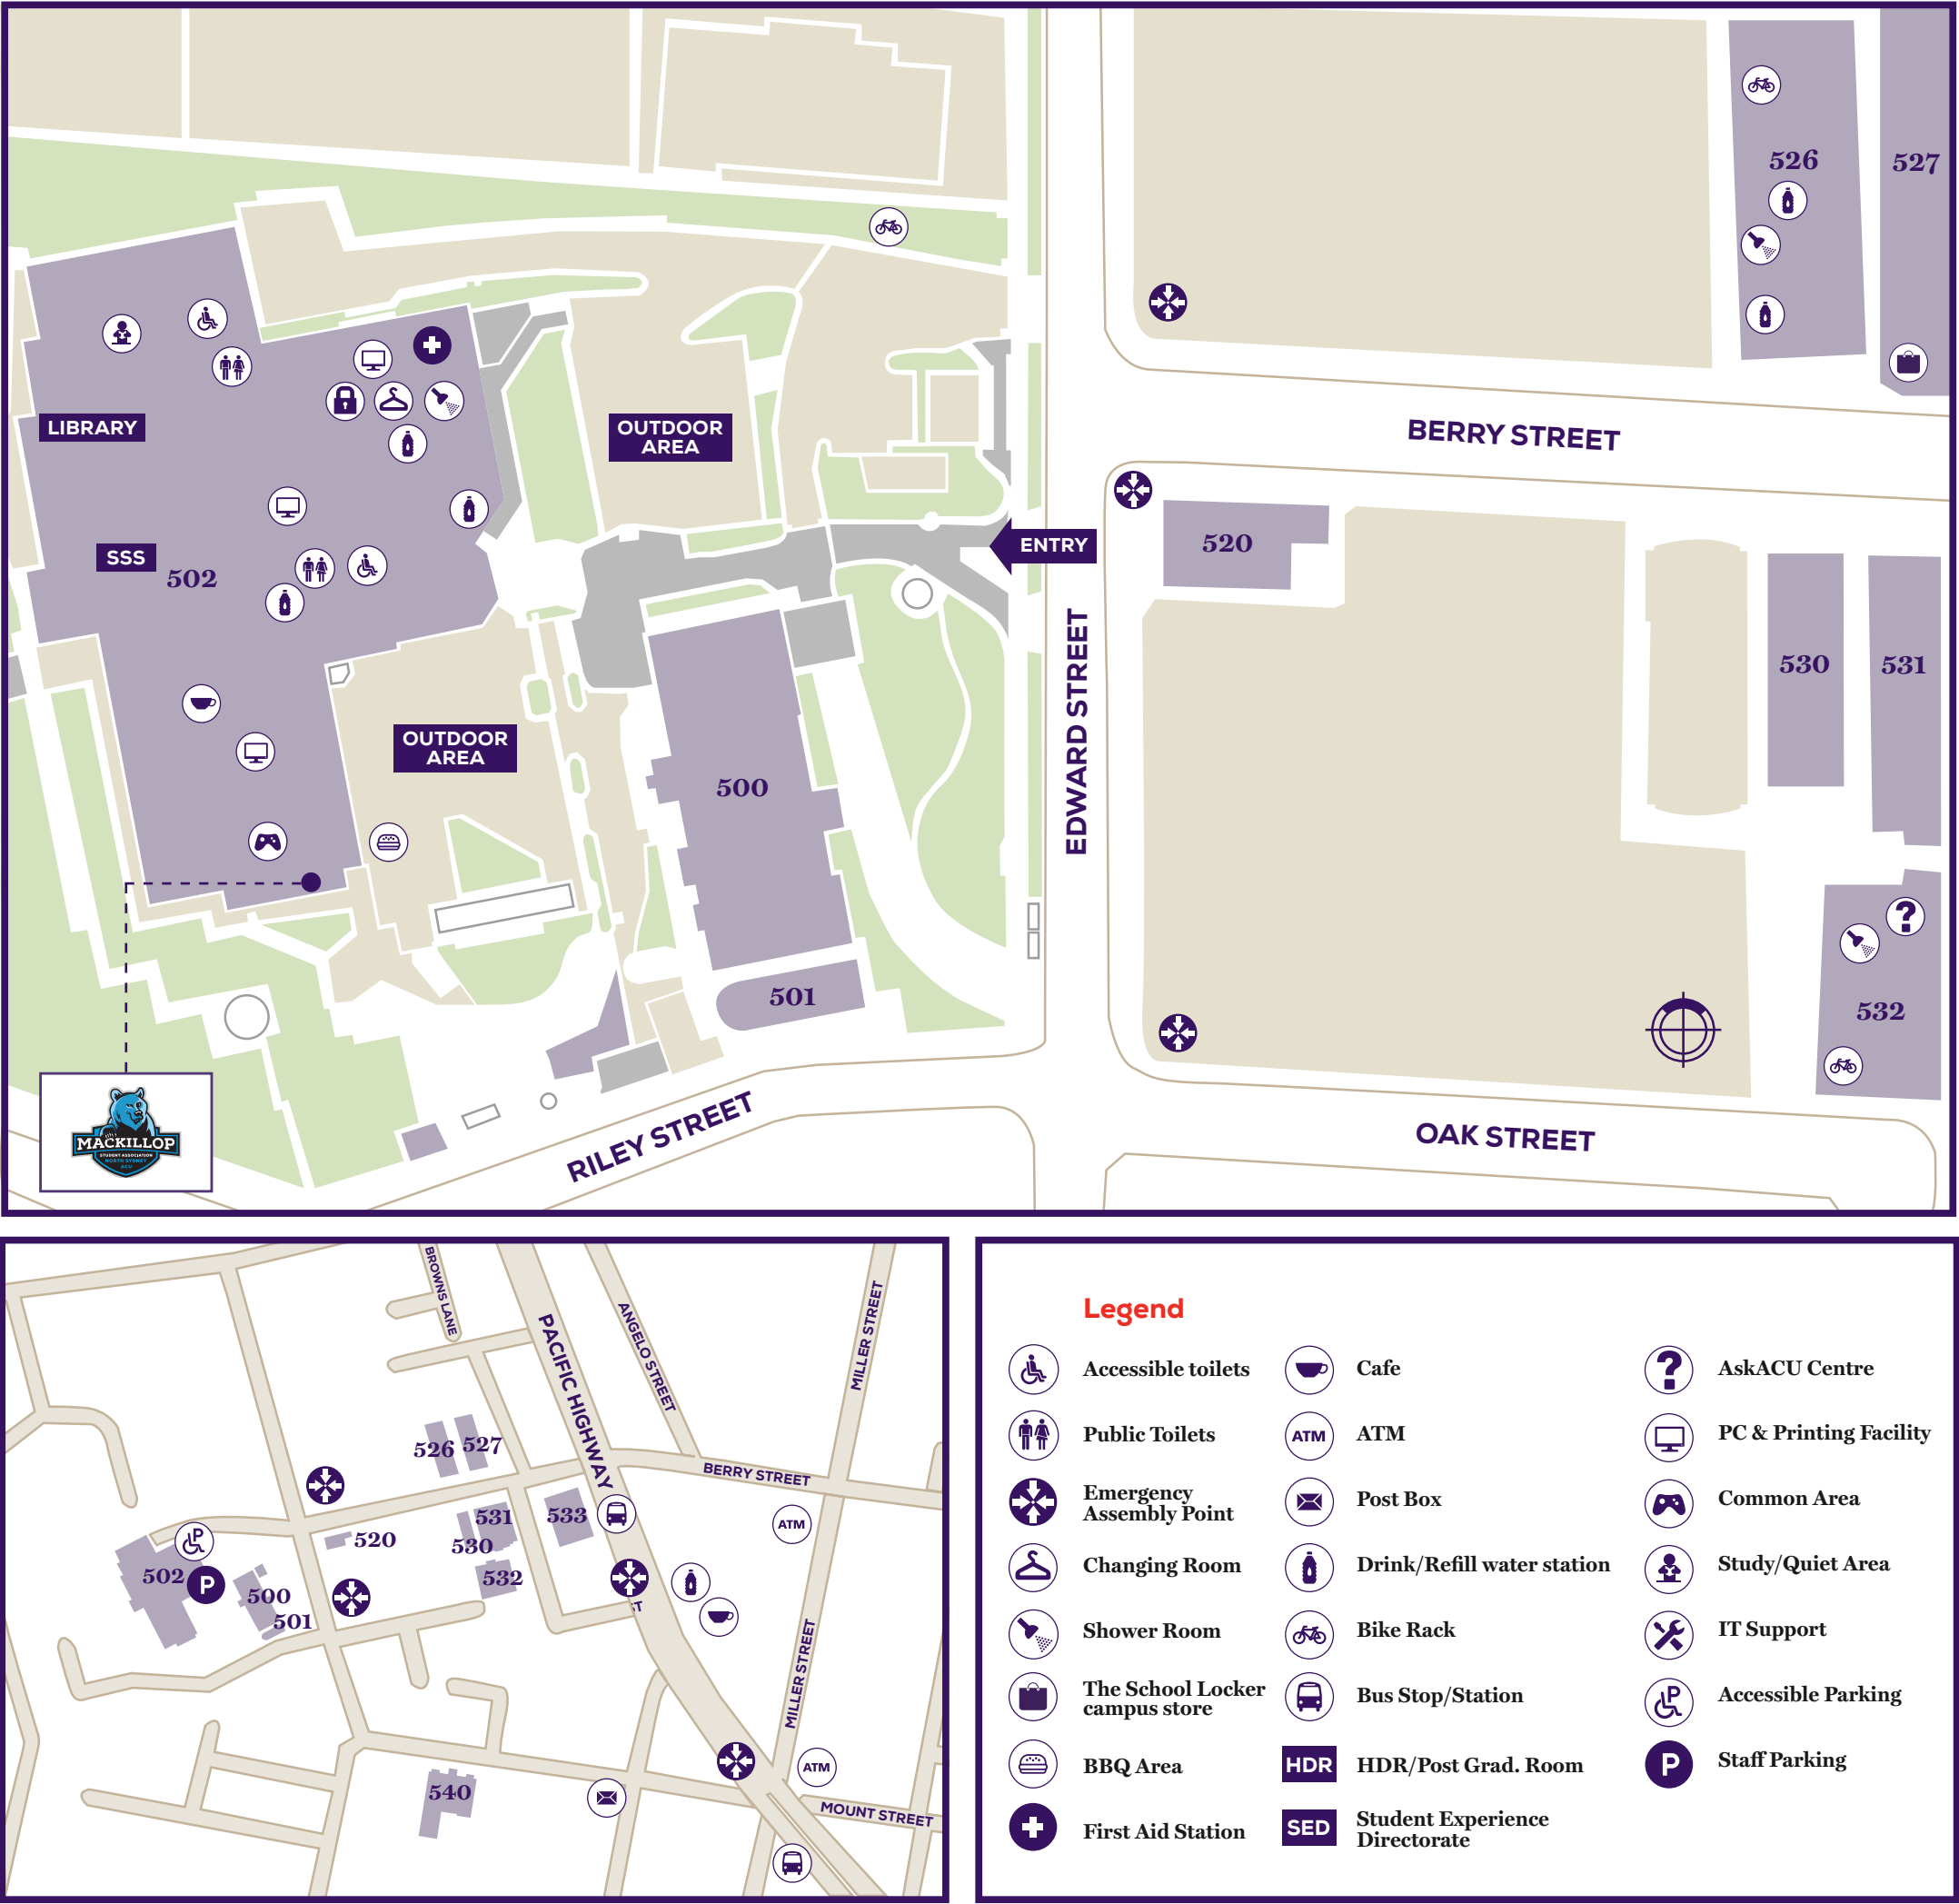 526
527
LIBRARY
OUTDOOR
AREA
BERRY STREET
ENTRY
520
SSS
502
EDWARD STREET
530
531
OUTDOOR
AREA
500
501
532
MACKILLOP
STUDENT ASSOCIATION
NORTH SYDNEY
ACU
RILEY STREET
OAK STREET
BROWNS LANE
PACIFIC HIGHWAY
ANGELO STREET
MILLER STREET
526
527
BERRY STREET
533
531
ATM
520
530
502
P
P
532
500
501
MILLER STREET
ATM
540
MOUNT STREET
Legend
Accessible toilets
Public Toilets
Emergency
Assembly Point
Changing Room
Shower Room
The School Locker
campus store
BBQ Area
First Aid Station
Cafe
ATM
ATM
Post Box
Drink/Refill water station
Bike Rack
Bus Stop/Station
HDR
HDR/Post Grad. Room
SED
Student Experience
Directorate
?
AskACU Centre
PC & Printing Facility
Common Area
Study/Quiet Area
IT Support
P
Accessible Parking
P
Staff Parking